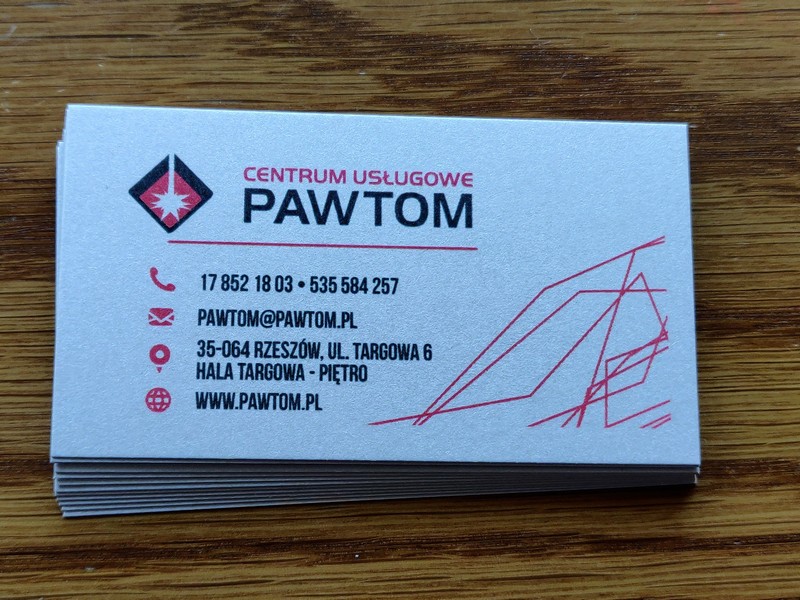 CENTRUM USŁUGOWE
PAWTOM
17 852 18 03 • 535 584 257
PAWTOM@PAWTOM.PL
35-064 RZESZÓW, UL. TARGOWA 6
HALA TARGOWA - PIĘTRO
WWW.PAWTOM.PL